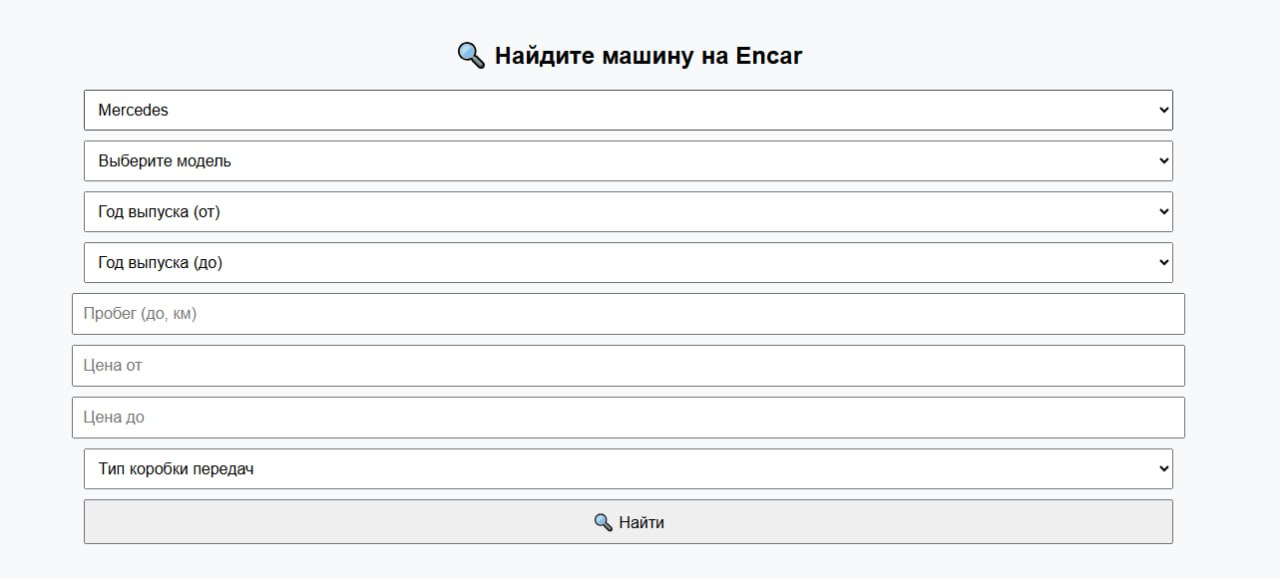 🔍 Найдите машину на Encar
Mercedes
Выберите модель
Год выпуска (от)
Год выпуска (до)
Пробег (до, км)
Цена от
Цена до
Тип коробки передач
🔍 Найти